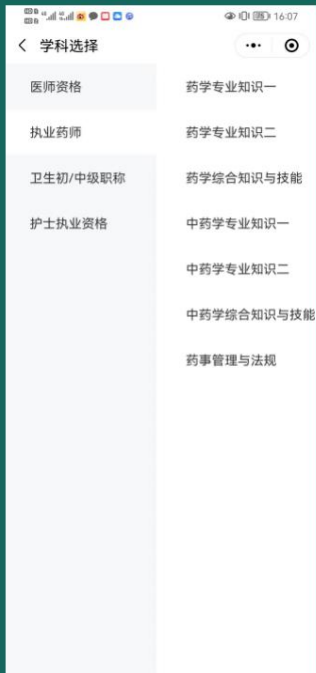 16:07
学科选择
医师资格
执业药师
卫生初/中级职称
护士执业资格
药学专业知识一
药学专业知识二
药学综合知识与技能
中药学专业知识一
中药学专业知识二
中药学综合知识与技能
药事管理与法规